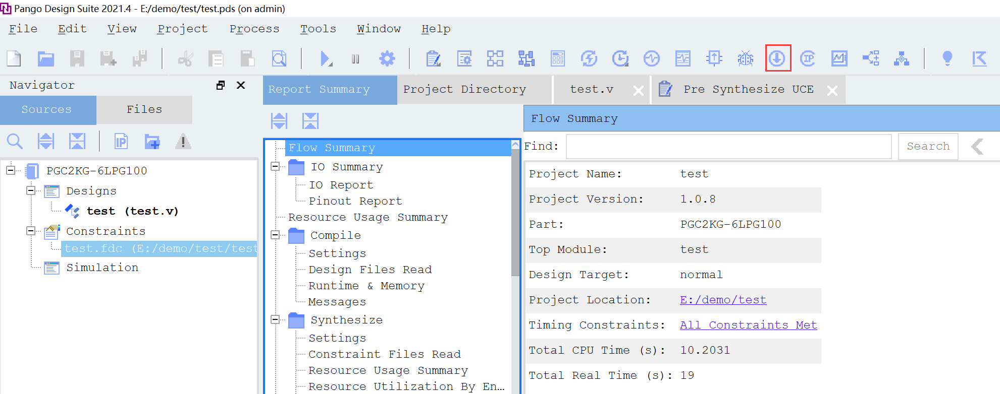 Pango Design Suite 2021.4 - E:/demo/test/test.pds (on admin)
File Edit View Project Process Tools Window Help
IP
Navigator
Sources Files
IP
PGC2KG-6LPG100
Designs
test (test.v)
Constraints
test.fdc (E:/demo/test/test
Simulation
Report Summary Project Directory test.v Pre Synthesize UCE
Flow Summary
IO Summary
IO Report
Pinout Report
Resource Usage Summary
Compile
Settings
Design Files Read
Runtime & Memory
Messages
Synthesize
Settings
Constraint Files Read
Resource Usage Summary
Resource Utilization By En...
Flow Summary
Find: Search
Project Name: test
Project Version: 1.0.8
Part: PGC2KG-6LPG100
Top Module: test
Design Target: normal
Project Location: E:/demo/test
Timing Constraints: All Constraints Met
Total CPU Time (s): 10.2031
Total Real Time (s): 19